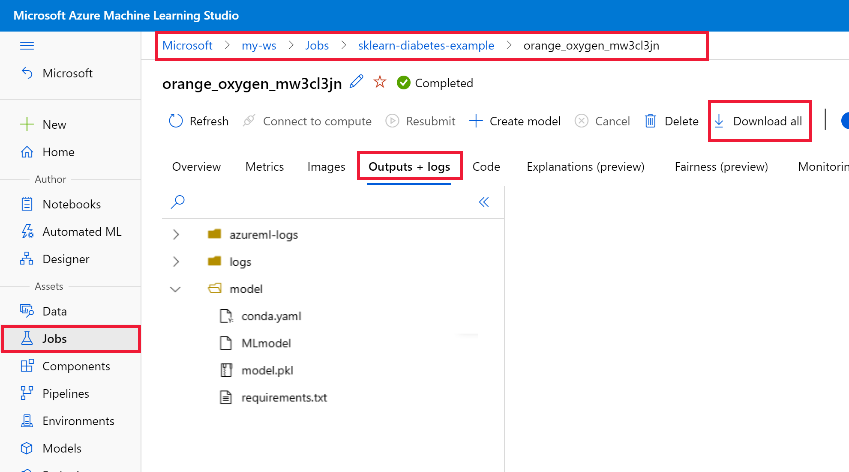 Microsoft Azure Machine Learning Studio
Microsoft > my-ws > Jobs > sklearn-diabetes-example > orange_oxygen_mw3cl3jn
Microsoft
orange_oxygen_mw3cl3jn Completed
Refresh Connect to compute Resubmit Create model Cancel Delete Download all
New
Home
Author
Notebooks
Automated ML
Designer
Assets
Data
Jobs
Components
Pipelines
Environments
Models
Overview Metrics Images Outputs + logs Code Explanations (preview) Fairness (preview) Monitorin
azureml-logs
logs
model
conda.yaml
MLmodel
model.pkl
requirements.txt